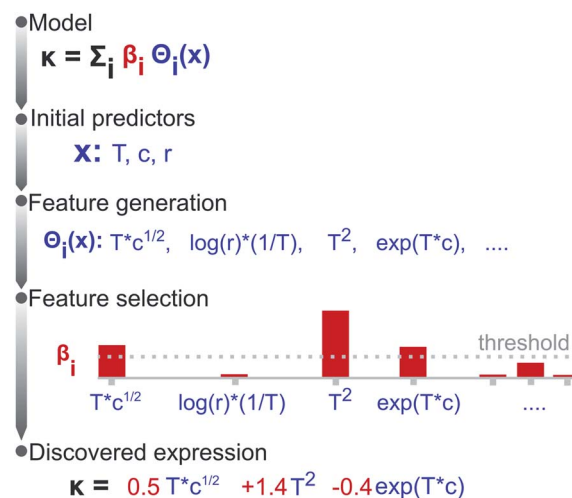 Model
κ = Σi βi Θi(x)
Initial predictors
x: T, c, r
Feature generation
Θi(x): T*c1/2, log(r)*(1/T), T2, exp(T*c), ....
Feature selection
threshold
βi
T*c1/2 log(r)*(1/T) T2 exp(T*c) ....
Discovered expression
κ = 0.5 T*c1/2 +1.4 T2 -0.4 exp(T*c)